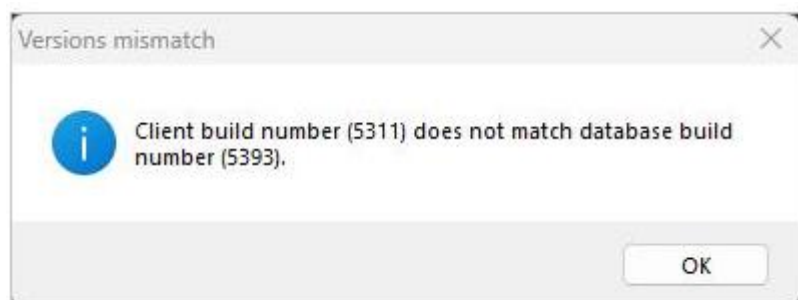 Versions mismatch
Client build number (5311) does not match database build
number (5393).
OK